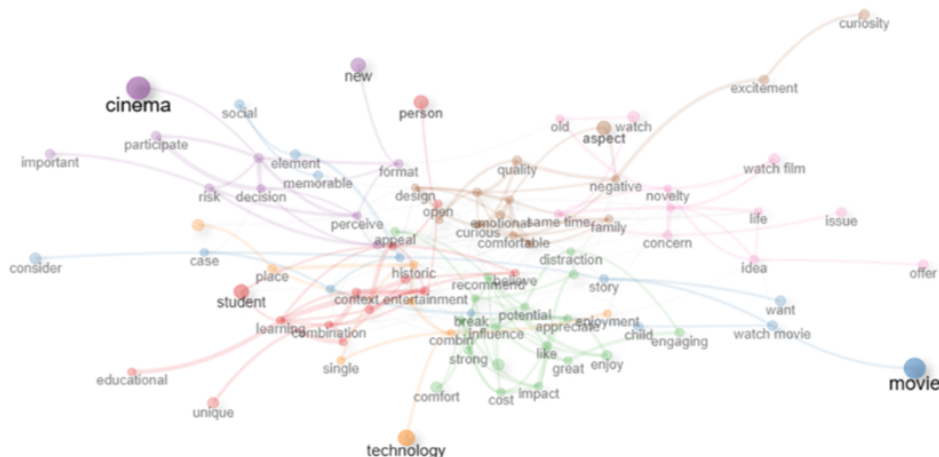 curiosity
excitement
cinema
new
social
person
old
watch
aspect
participate
important
element
memorable
format
quality
watch film
risk
decision
design
negative
novelty
perceive
open
emotional
same time
family
life
issue
curious
comfortable
concern
appeal
consider
case
place
historic
believe
recommend
distraction
story
idea
offer
student
context
entertainment
want
learning
combination
break
potential
influence
appreciate
enjoyment
child
engaging
watch movie
combin
single
strong
like
great
enjoy
educational
comfort
cost
impact
movie
unique
technology